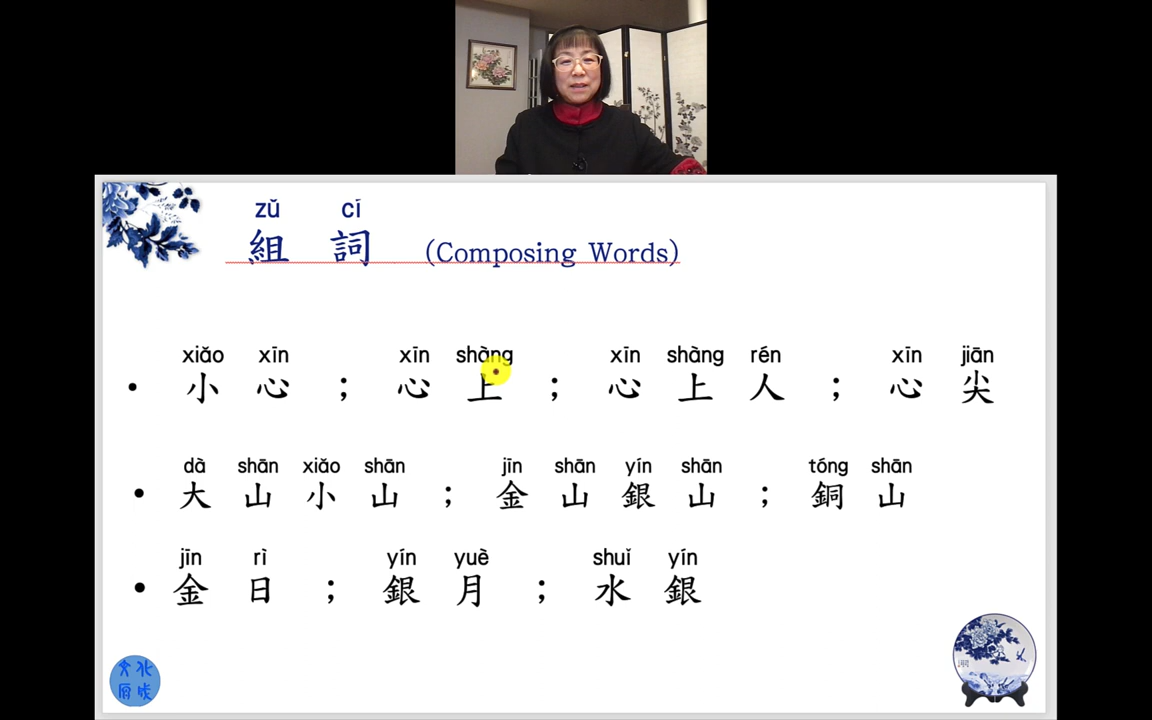 zǔ cí
組 詞 (Composing Words)
xiǎo xīn xīn shàng xīn shàng rén xīn jiān
• 小 心 ; 心 上 ; 心 上 人 ; 心 尖
dà shān xiǎo shān jīn shān yín shān tóng shān
• 大 山 小 山 ; 金 山 銀 山 ; 銅 山
jīn rì yín yuè shuǐ yín
• 金 日 ; 銀 月 ; 水 銀